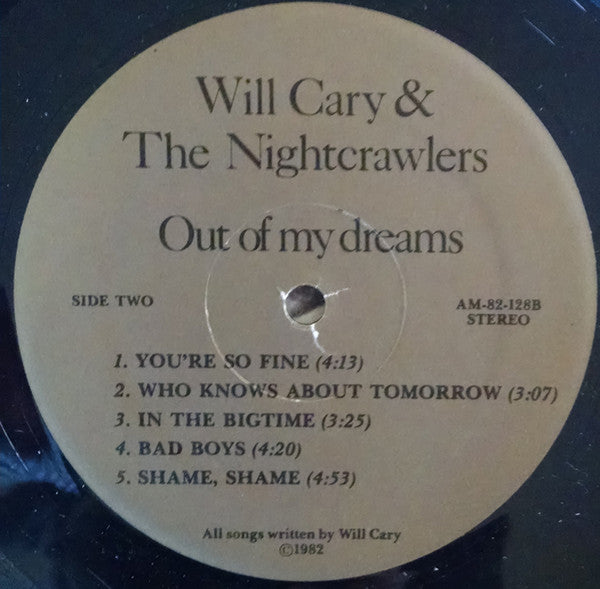 Will Cary &
The Nightcrawlers
Out of my dreams
SIDE TWO
AM-82-128B
STEREO
1. YOU'RE SO FINE (4:13)
2. WHO KNOWS ABOUT TOMORROW (3:07)
3. IN THE BIGTIME (3:25)
4. BAD BOYS (4:20)
5. SHAME, SHAME (4:53)
All songs written by Will Cary
©1982